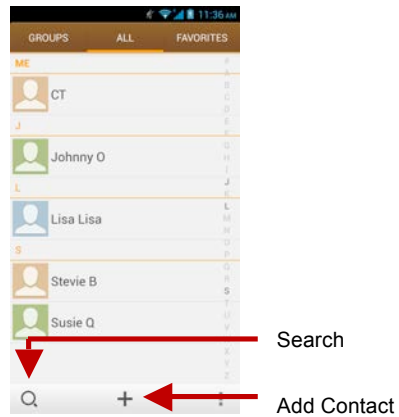 11:36 AM
GROUPS ALL FAVORITES
ME
CT
J
Johnny O
L
Lisa Lisa
S
Stevie B
Susie Q
#
A
B
C
D
E
F
G
H
I
J
K
L
M
N
O
P
Q
R
S
T
U
V
X
Y
Z
Search
Add Contact